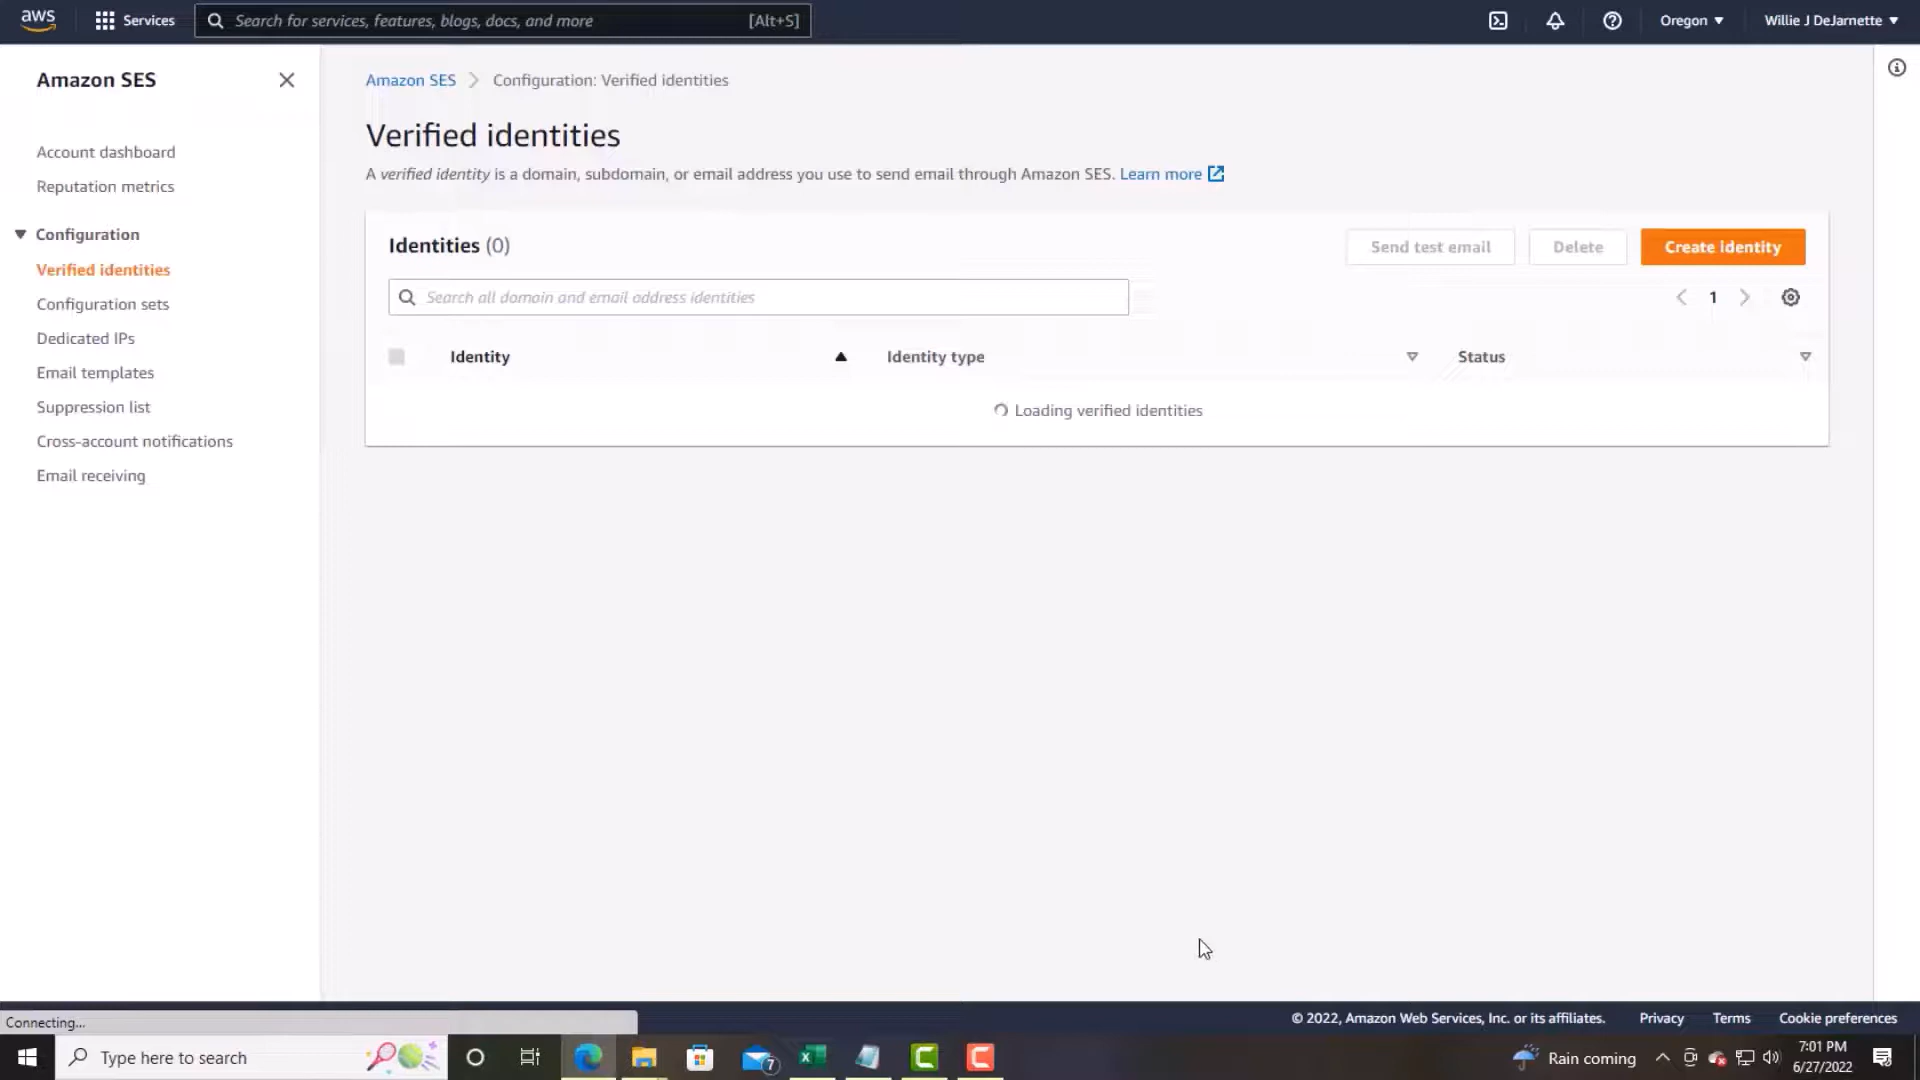 aws
Services
Search for services, features, blogs, docs, and more
[Alt+S]
Oregon ▼
Willie J DeJarnette ▼
Amazon SES
Account dashboard
Reputation metrics
Configuration
Verified identities
Configuration sets
Dedicated IPs
Email templates
Suppression list
Cross-account notifications
Email receiving
Amazon SES > Configuration: Verified identities
Verified identities
A verified identity is a domain, subdomain, or email address you use to send email through Amazon SES. Learn more
Identities (0)
Send test email
Delete
Create identity
Search all domain and email address identities
1
Identity
Identity type
Status
Loading verified identities
© 2022, Amazon Web Services, Inc. or its affiliates.
Privacy
Terms
Cookie preferences
Connecting...
Type here to search
7
Rain coming
7:01 PM
6/27/2022